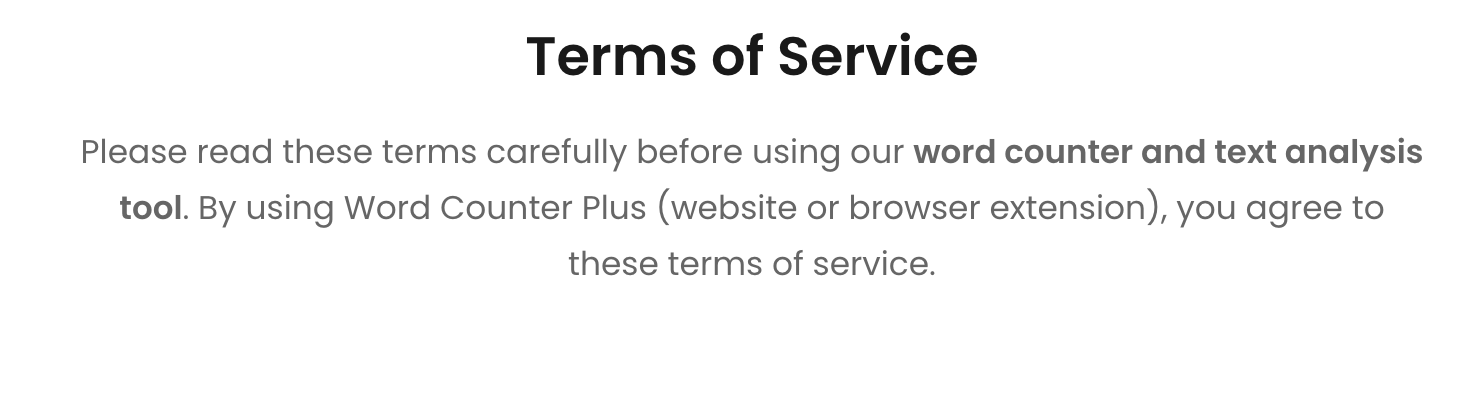 Terms of Service
Please read these terms carefully before using our word counter and text analysis
tool. By using Word Counter Plus (website or browser extension), you agree to
these terms of service.